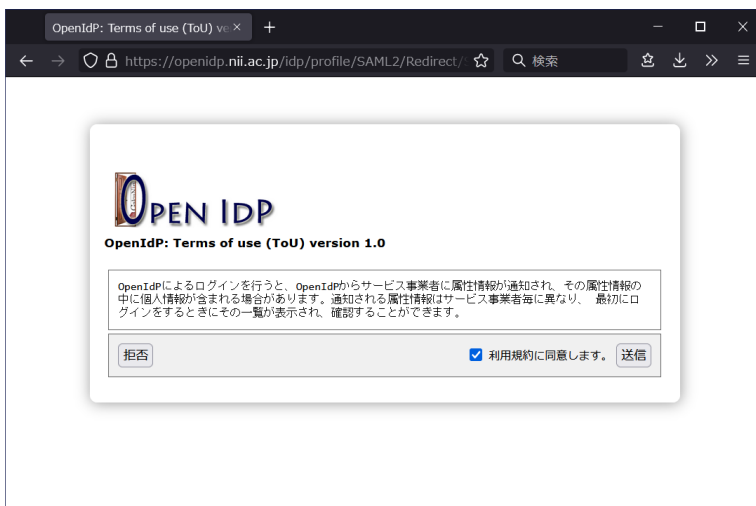 OpenIdP: Terms of use (ToU) ve
https://openidp.nii.ac.jp/idp/profile/SAML2/Redirect/
検索
OPEN IDP
OpenIdP: Terms of use (ToU) version 1.0
OpenIdPによるログインを行うと、OpenIdPからサービス事業者に属性情報が通知され、その属性情報の
中に個人情報が含まれる場合があります。通知される属性情報はサービス事業者毎に異なり、 最初にロ
グインをするときにその一覧が表示され、確認することができます。
拒否 利用規約に同意します。 送信